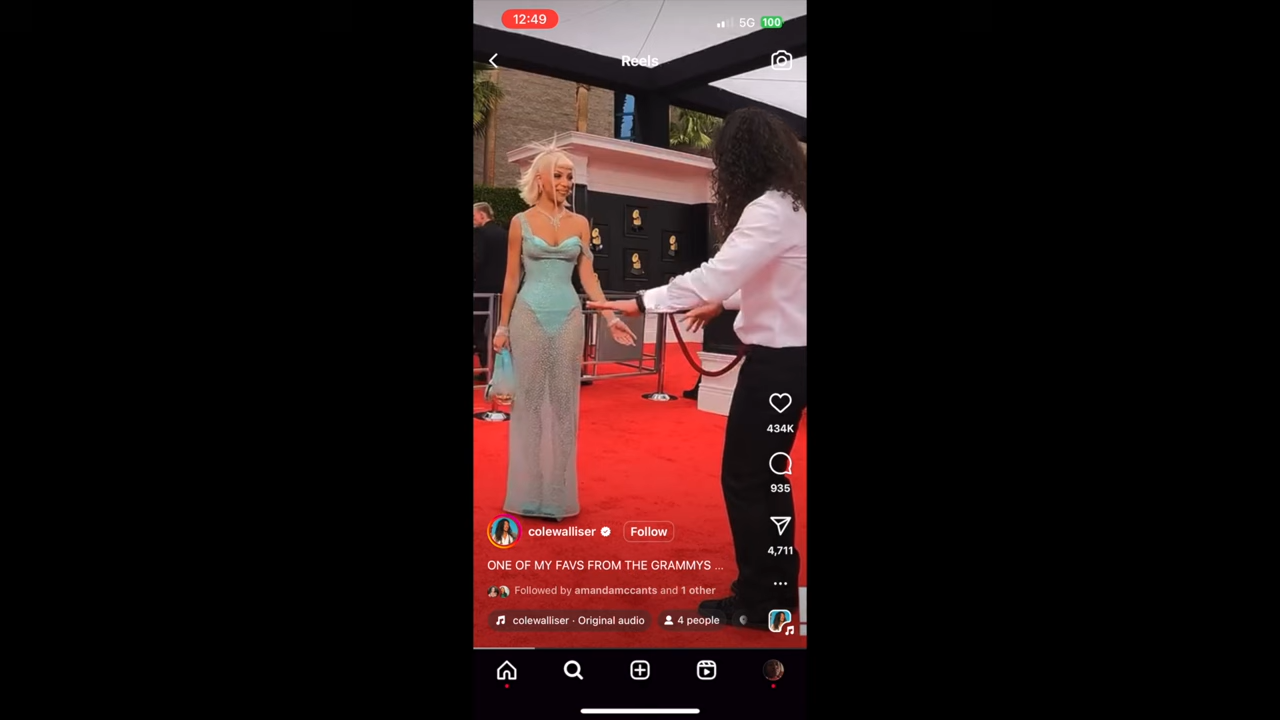 12:49
5G 100
Reels
434K
935
4,711
colewalliser Follow
ONE OF MY FAVS FROM THE GRAMMYS ...
Followed by amandamccants and 1 other
colewalliser · Original audio 4 people